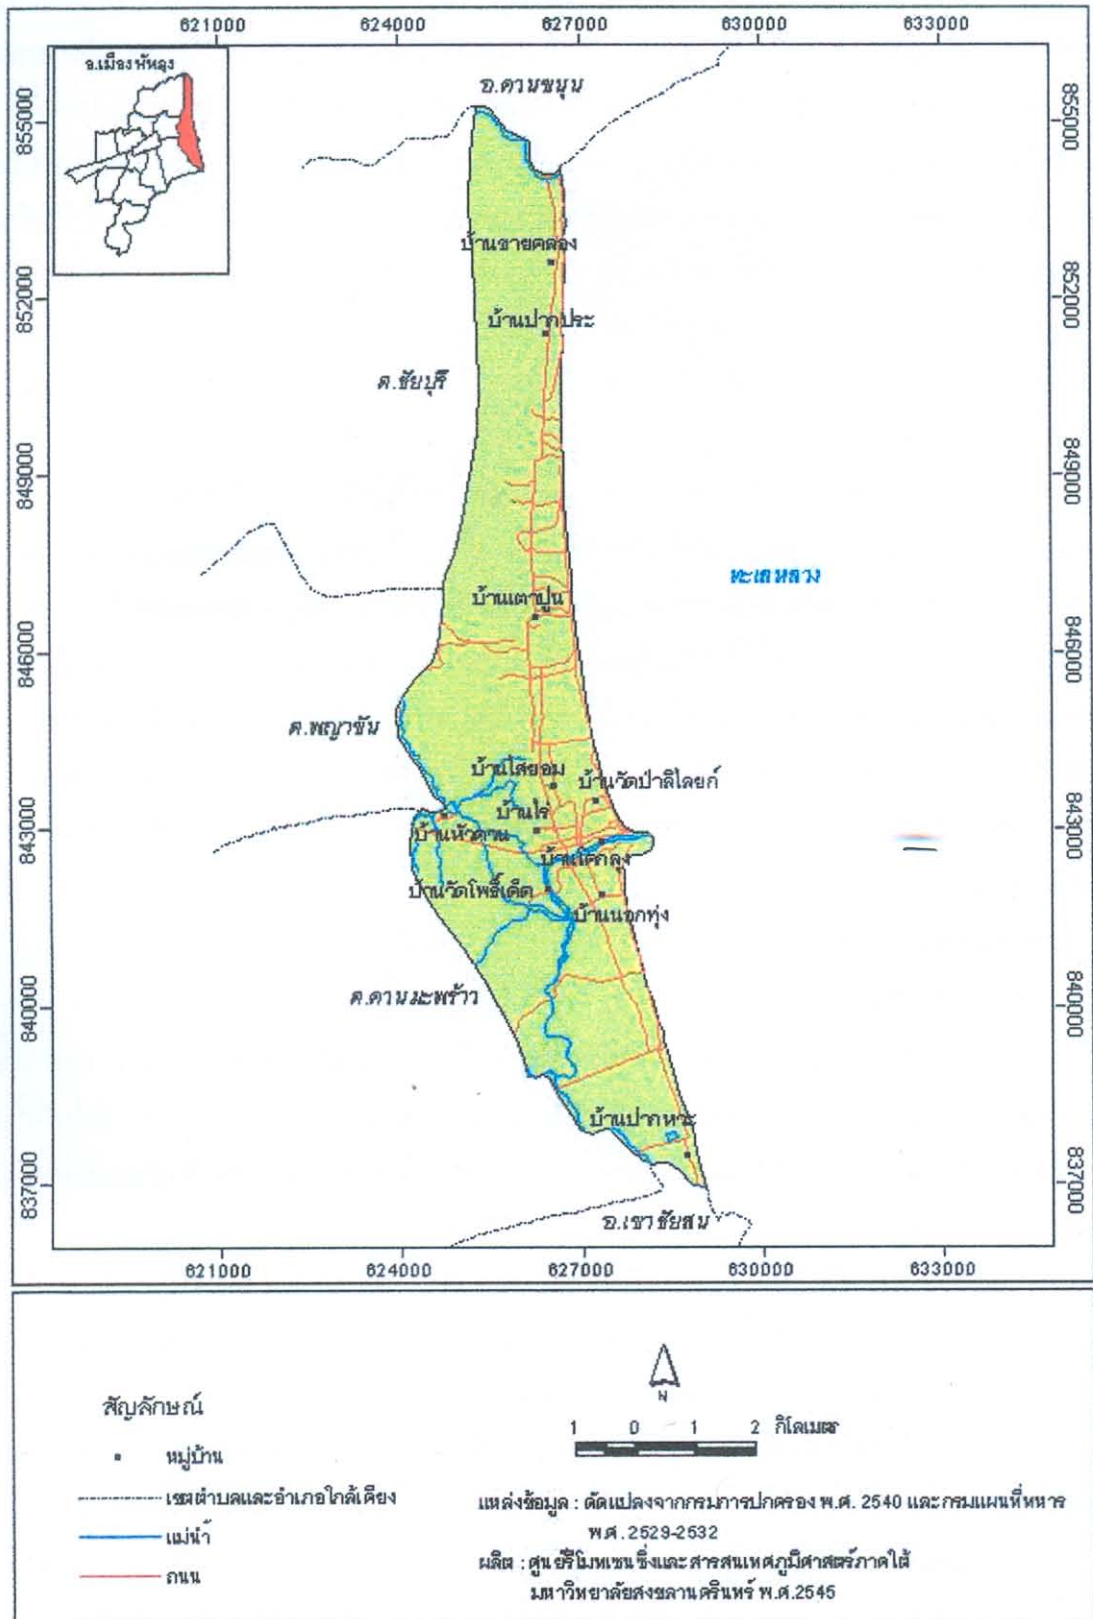 621000 624000 627000 630000 633000
อ.เมืองพัทลุง
อ.ควนขนุน
855000 855000
บ้านชายคลอง
852000 852000
บ้านปากประ
ต.ชัยบุรี
849000 849000
ทะเลหลวง
บ้านเตาปูน
846000 846000
ต.พญาขัน
บ้านไสยอม
บ้านวัดป่าลิไลยก์
บ้านไร่
843000 843000
บ้านหัวควน
บ้านโคกลุง
บ้านวัดโพธิ์เด็ด
บ้านนอกทุ่ง
ต.ควนมะพร้าว
840000 840000
บ้านปากหวะ
837000 837000
อ.เขาชัยสน
621000 624000 627000 630000 633000
N
สัญลักษณ์
1 0 1 2 กิโลเมตร
หมู่บ้าน
เขตตำบลและอำเภอใกล้เคียง
แม่น้ำ
ถนน
แหล่งข้อมูล : ดัดแปลงจากกรมการปกครอง พ.ศ. 2540 และกรมแผนที่ทหาร
พ.ศ. 2529-2532
ผลิต : ศูนย์รีโมทเซนซิ่งและสารสนเทศภูมิศาสตร์ภาคใต้
มหาวิทยาลัยสงขลานครินทร์ พ.ศ.2545